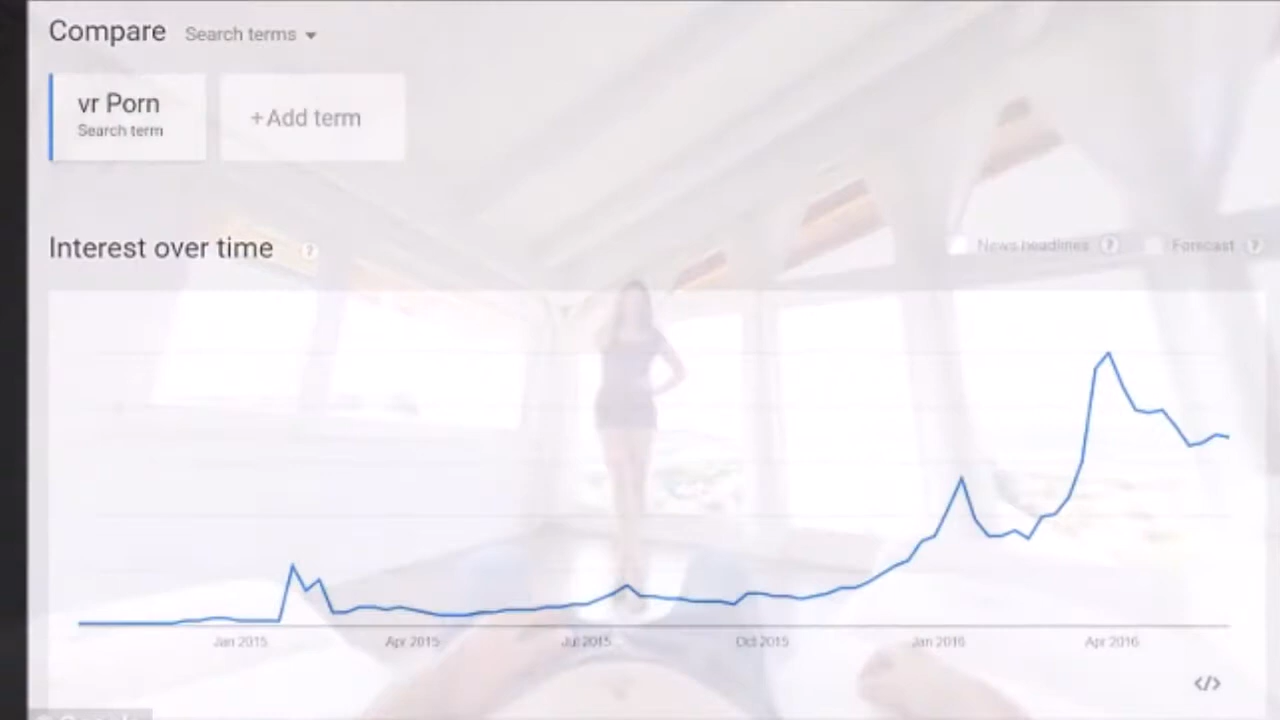 Compare Search terms
vr Porn
Search term
+ Add term
Interest over time ?
News headlines ? Forecast ?
Jan 2015 Apr 2015 Jul 2015 Oct 2015 Jan 2016 Apr 2016
</>